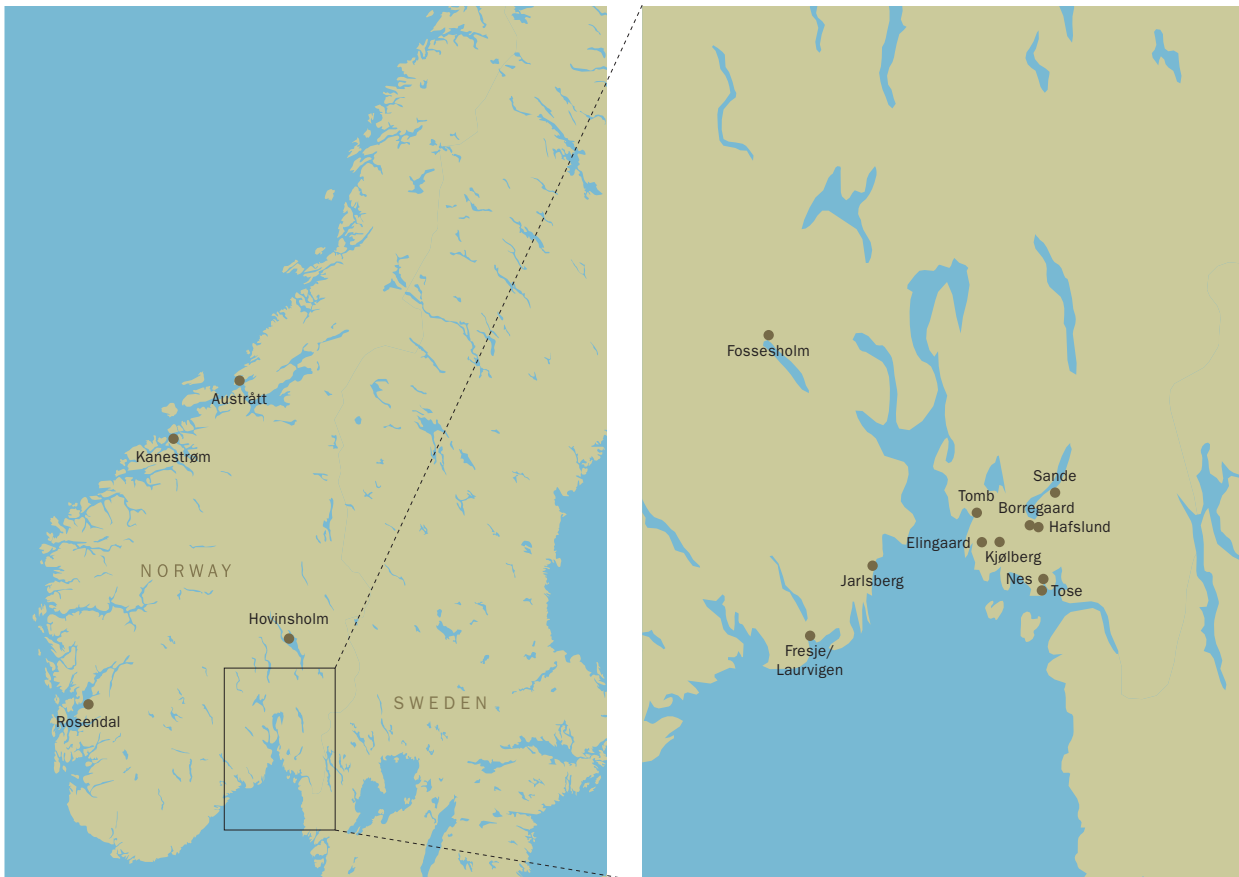 Austrått
Kanestrøm
NORWAY
Hovinsholm
SWEDEN
Rosendal
Fossesholm
Sande
Tomb
Borregaard
Hafslund
Elingaard
Kjølberg
Jarlsberg
Nes
Tose
Fresje/
Laurvigen